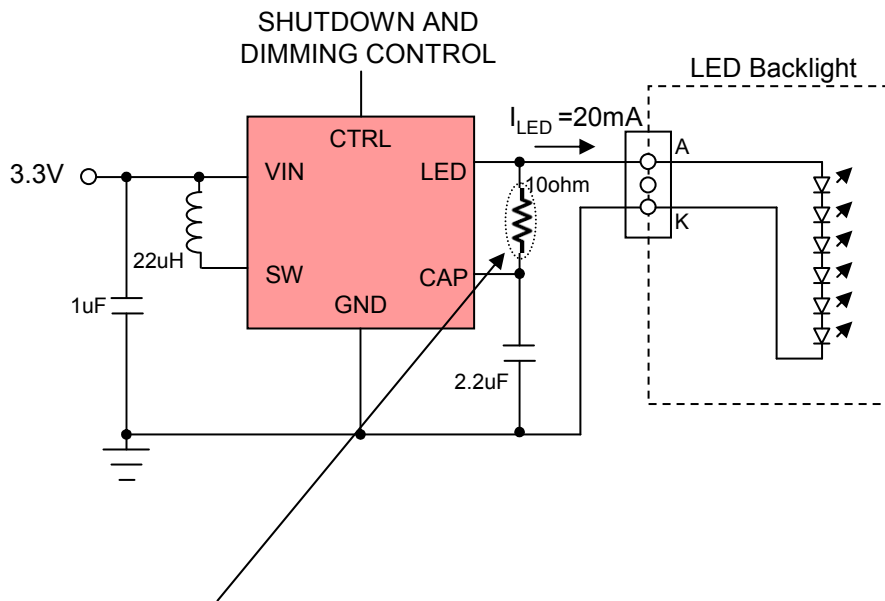 SHUTDOWN AND
DIMMING CONTROL
LED Backlight
I_LED =20mA
CTRL
A
3.3V
VIN
LED
10ohm
K
22uH
SW
CAP
1uF
GND
2.2uF